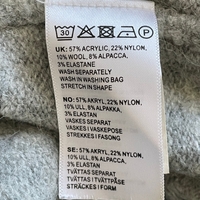 30
UK: 57% ACRYLIC, 22% NYLON,
10% WOOL, 8% ALPACA,
3% ELASTANE
WASH SEPARATELY
WASH IN WASHING BAG
STRETCH IN SHAPE
NO: 57% AKRYL, 22% NYLON,
10% ULL, 8% ALPAKKA,
3% ELASTAN
VASKES SEPARAT
VASKES I VASKEPOSE
STREKKES I FASONG
SE: 57% AKRYL, 22% NYLON,
10% ULL, 8% ALPACKA,
3% ELASTAN
TVÄTTAS SEPARAT
TVÄTTAS I TVÄTTPÅSE
STRÄCKES I FORM